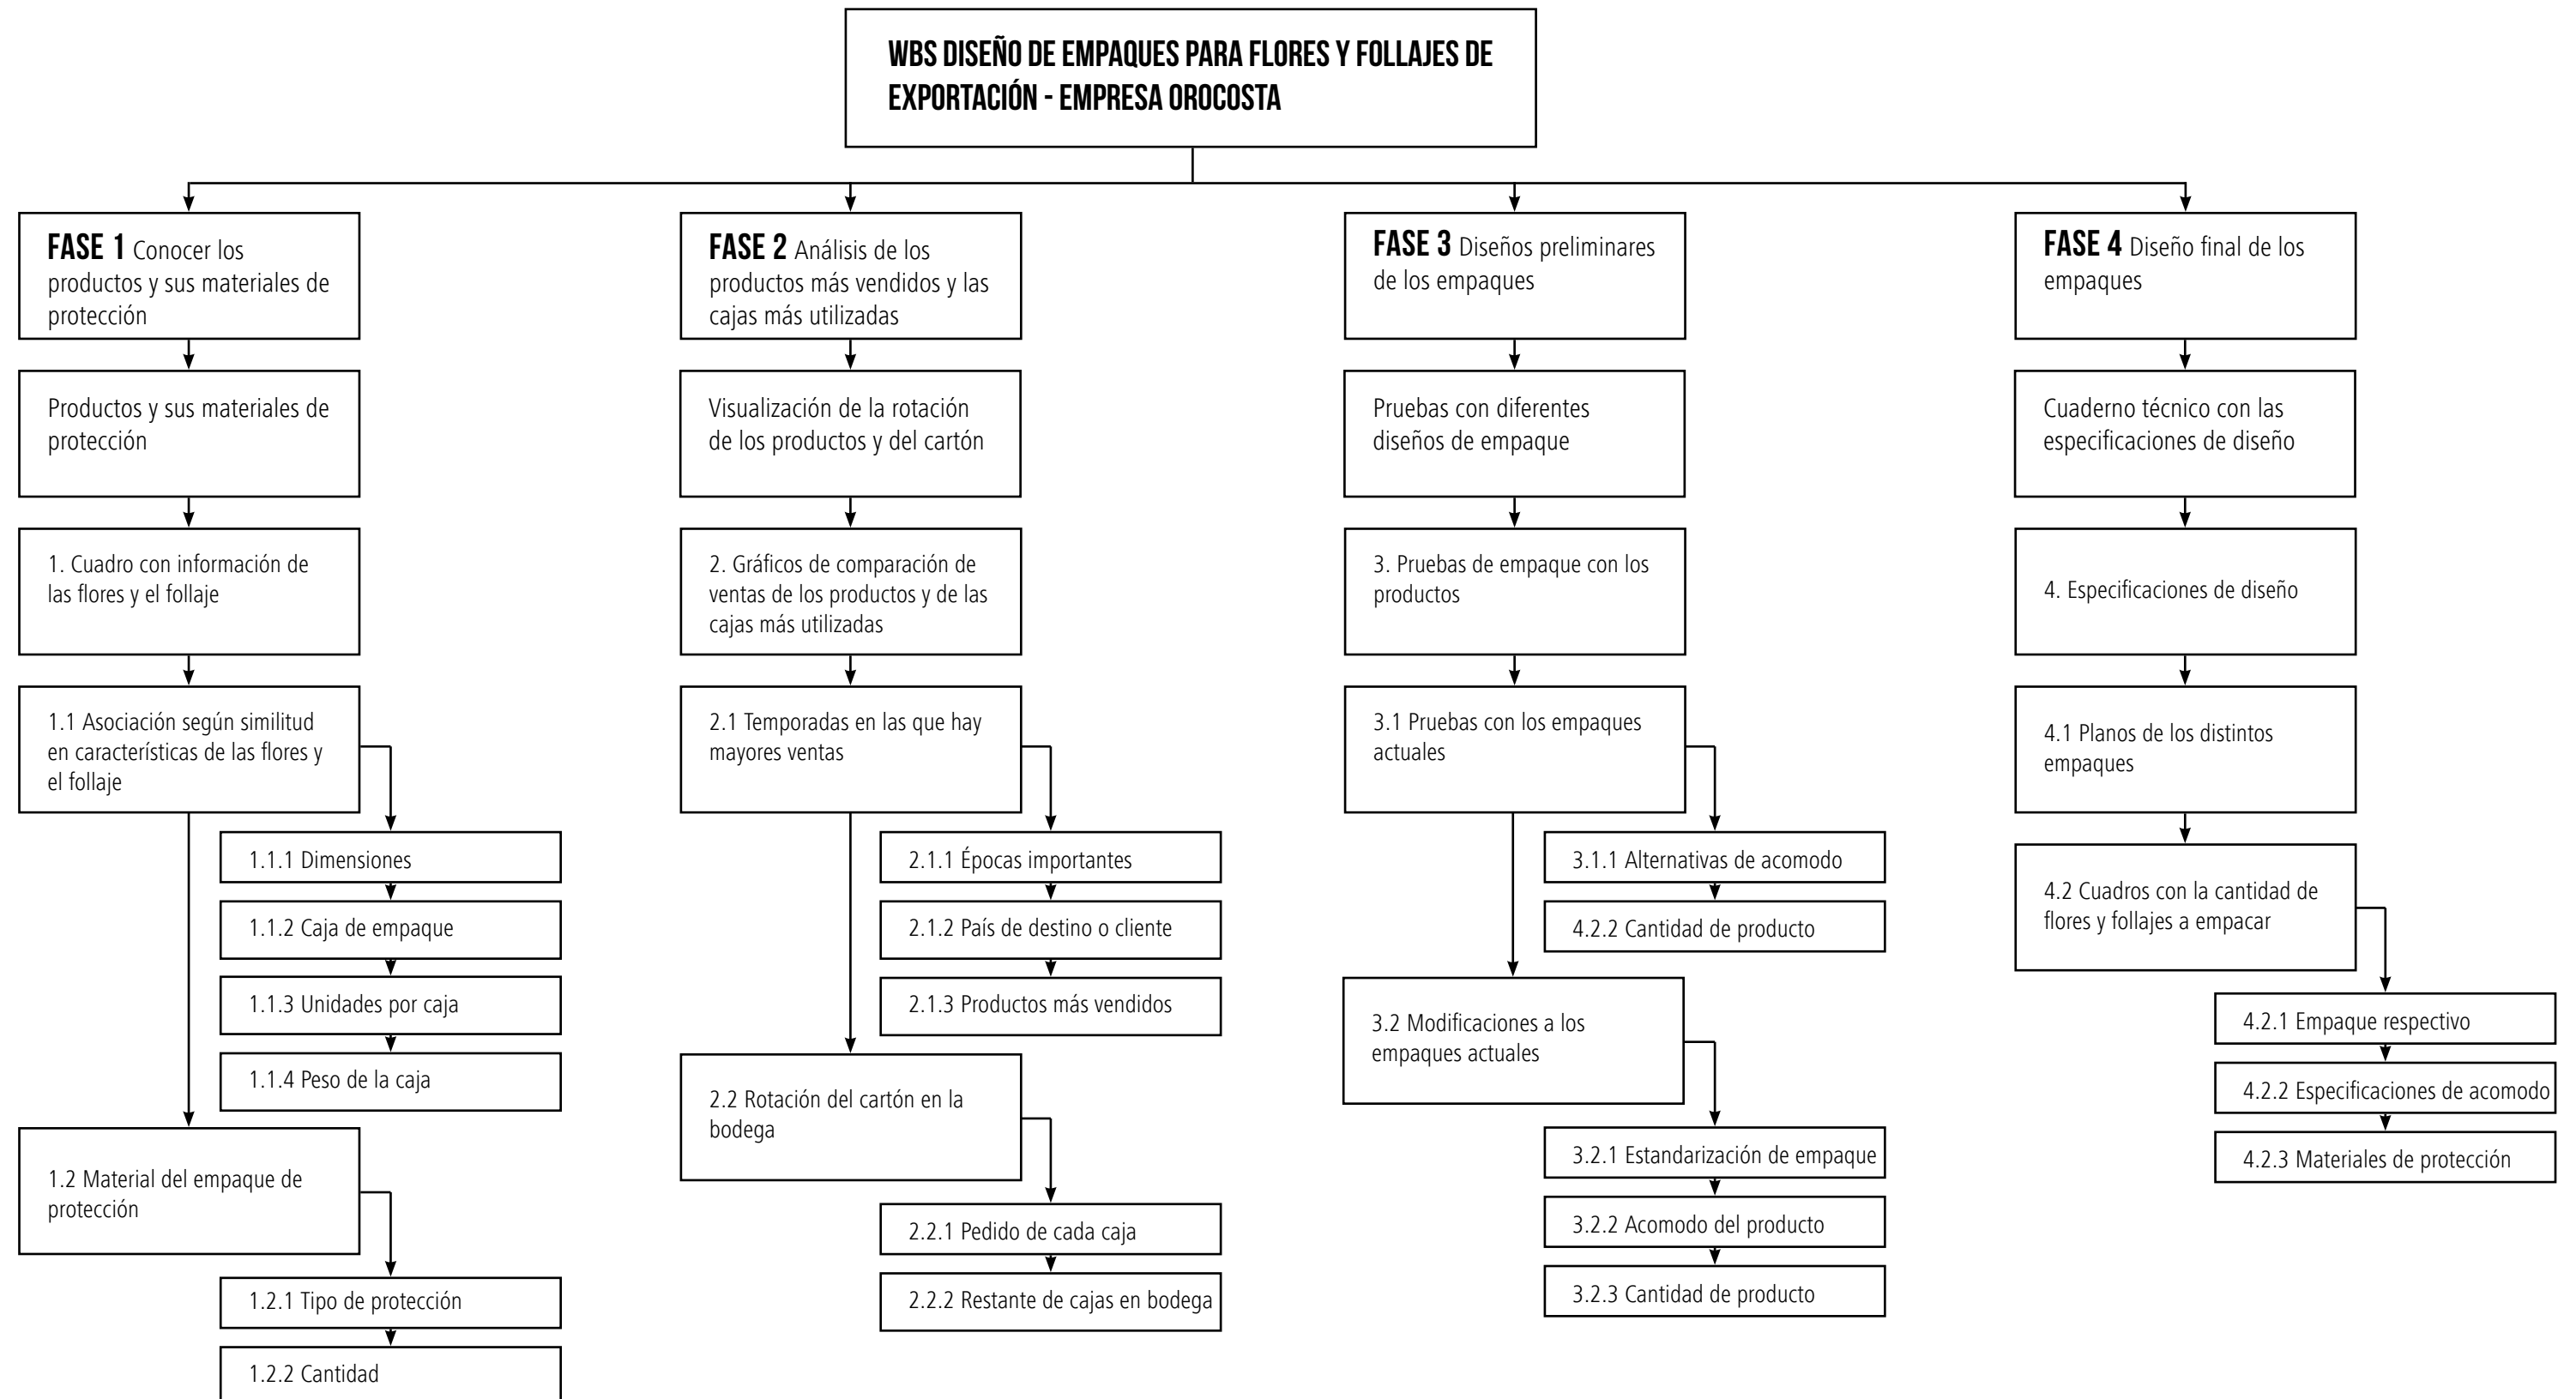 WBS DISEÑO DE EMPAQUES PARA FLORES Y FOLLAJES DE
EXPORTACIÓN - EMPRESA OROCOSTA
FASE 1 Conocer los
productos y sus materiales de
protección
Productos y sus materiales de
protección
1. Cuadro con información de
las flores y el follaje
1.1 Asociación según similitud
en características de las flores y
el follaje
1.1.1 Dimensiones
1.1.2 Caja de empaque
1.1.3 Unidades por caja
1.1.4 Peso de la caja
1.2 Material del empaque de
protección
1.2.1 Tipo de protección
1.2.2 Cantidad
FASE 2 Análisis de los
productos más vendidos y las
cajas más utilizadas
Visualización de la rotación
de los productos y del cartón
2. Gráficos de comparación de
ventas de los productos y de las
cajas más utilizadas
2.1 Temporadas en las que hay
mayores ventas
2.1.1 Épocas importantes
2.1.2 País de destino o cliente
2.1.3 Productos más vendidos
2.2 Rotación del cartón en la
bodega
2.2.1 Pedido de cada caja
2.2.2 Restante de cajas en bodega
FASE 3 Diseños preliminares
de los empaques
Pruebas con diferentes
diseños de empaque
3. Pruebas de empaque con los
productos
3.1 Pruebas con los empaques
actuales
3.1.1 Alternativas de acomodo
4.2.2 Cantidad de producto
3.2 Modificaciones a los
empaques actuales
3.2.1 Estandarización de empaque
3.2.2 Acomodo del producto
3.2.3 Cantidad de producto
FASE 4 Diseño final de los
empaques
Cuaderno técnico con las
especificaciones de diseño
4. Especificaciones de diseño
4.1 Planos de los distintos
empaques
4.2 Cuadros con la cantidad de
flores y follajes a empacar
4.2.1 Empaque respectivo
4.2.2 Especificaciones de acomodo
4.2.3 Materiales de protección